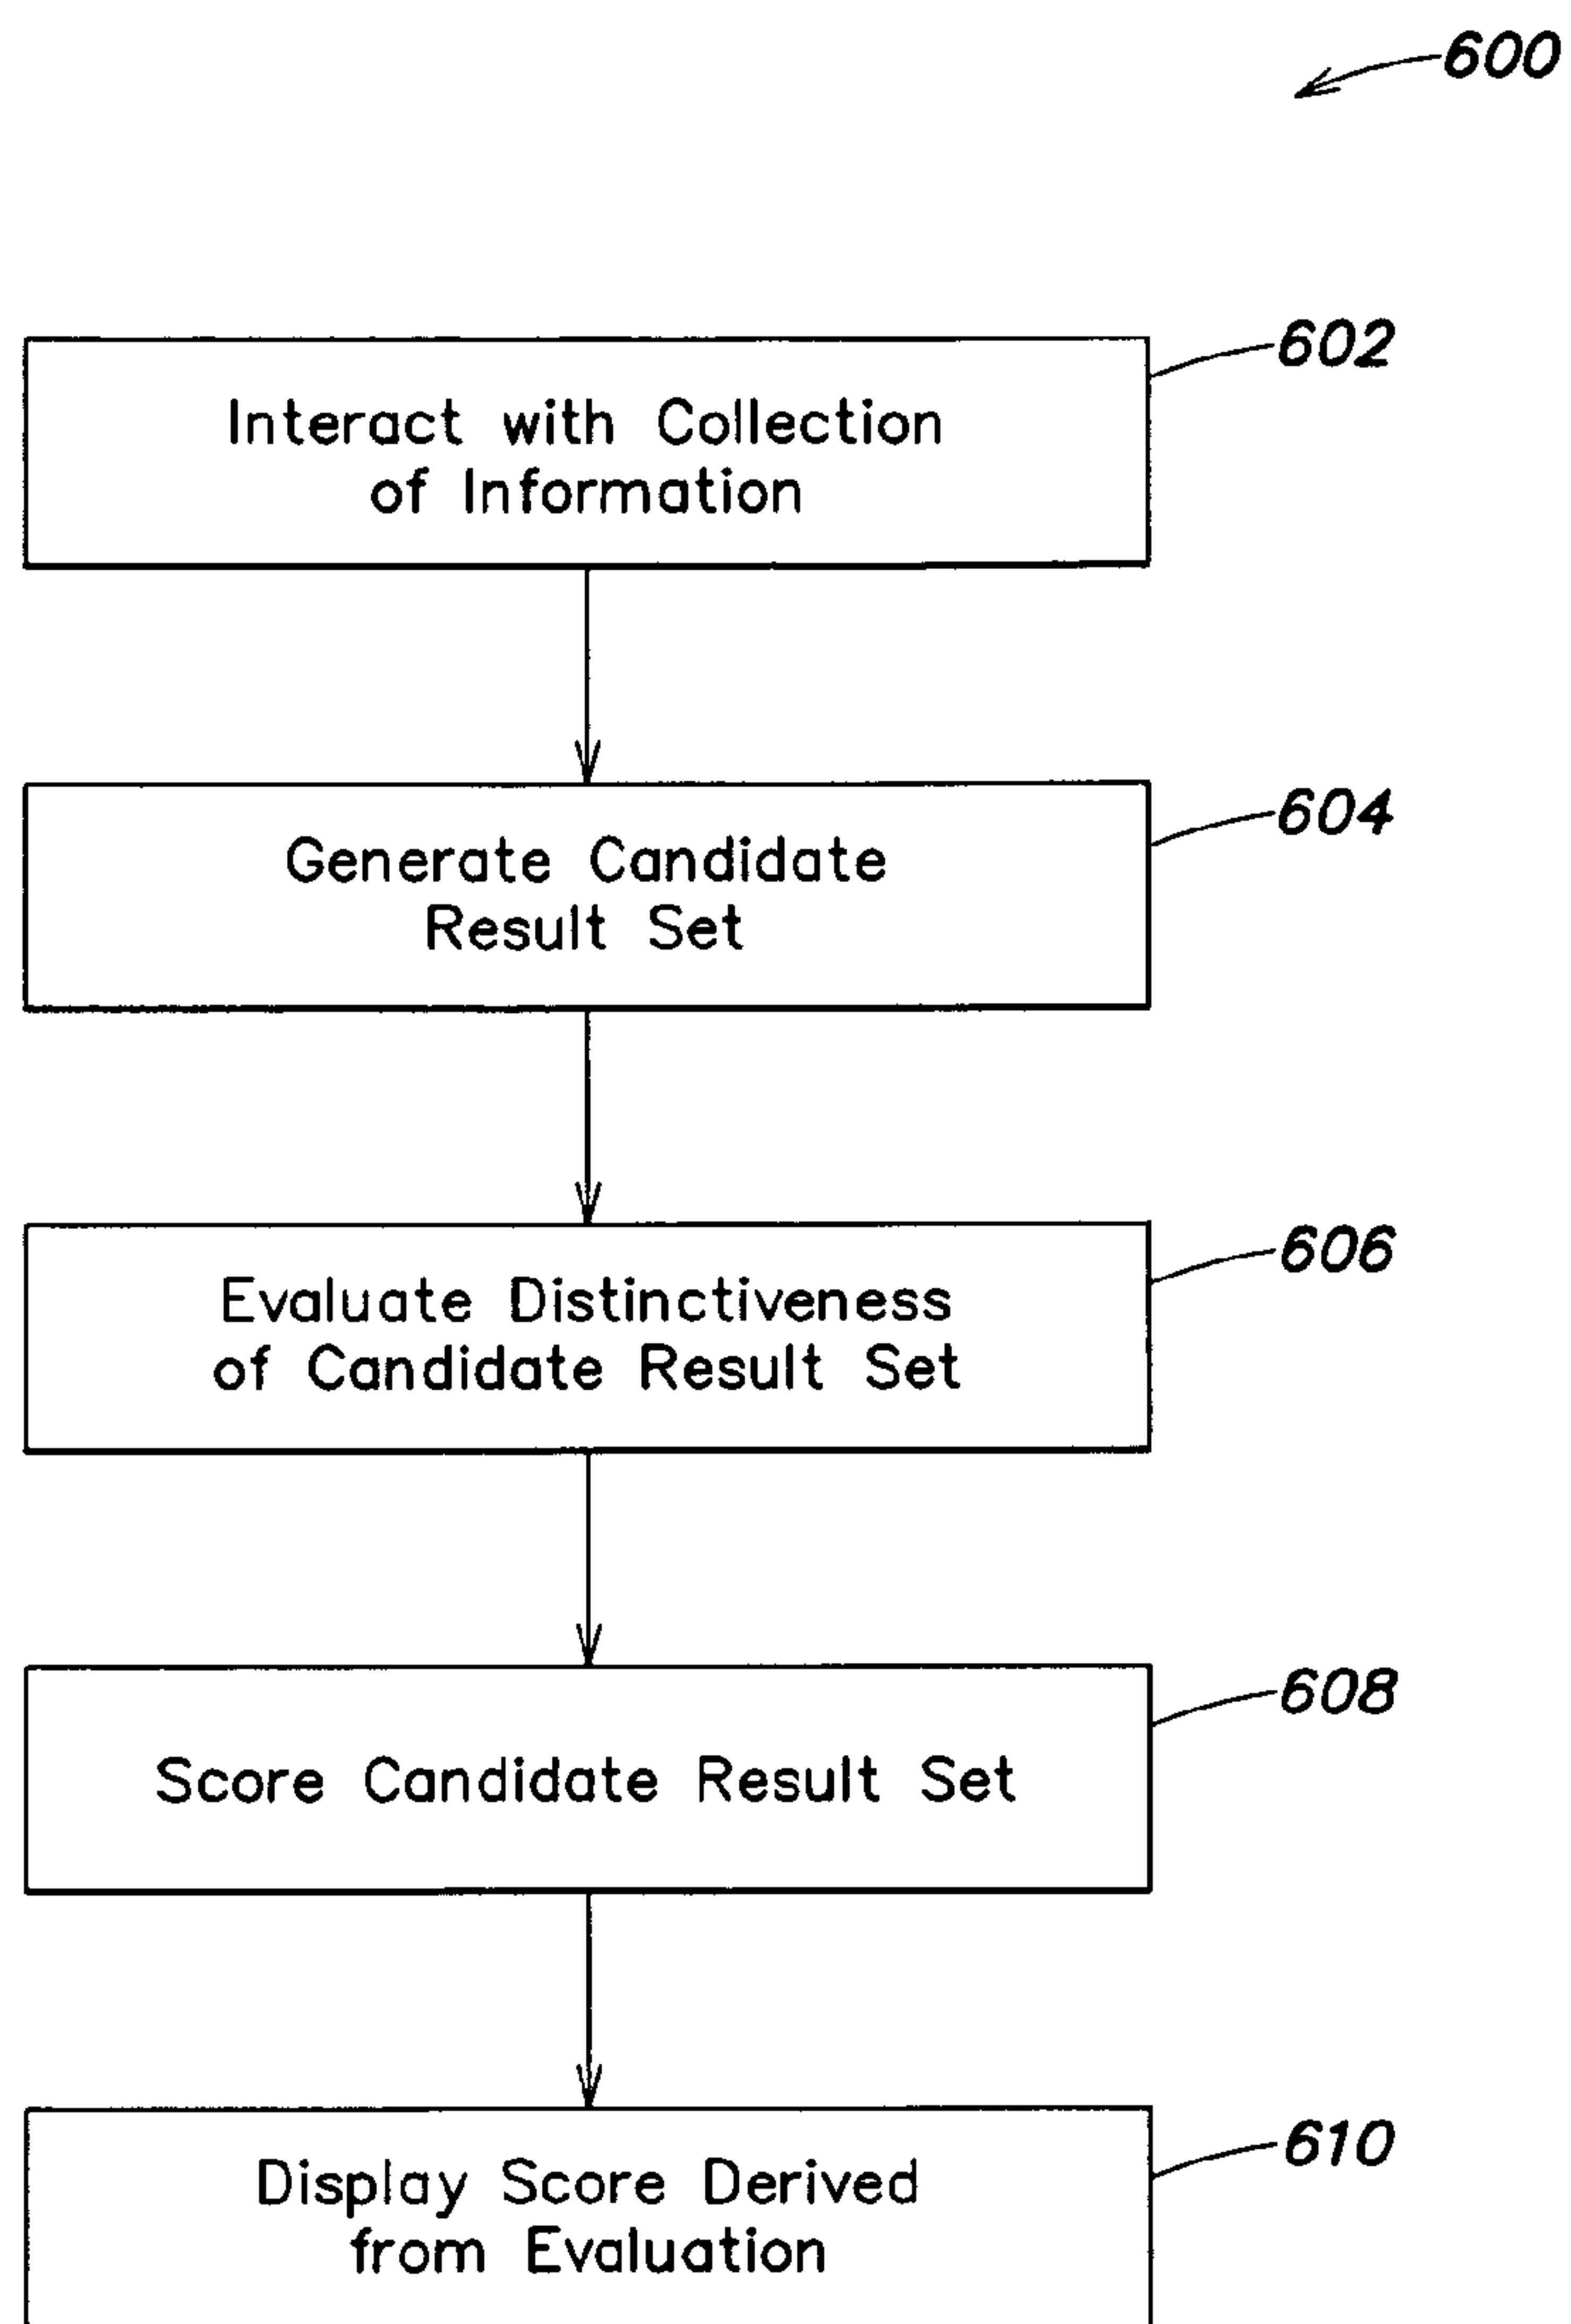 600
602
Interact with Collection
of Information
604
Generate Candidate
Result Set
606
Evaluate Distinctiveness
of Candidate Result Set
608
Score Candidate Result Set
610
Display Score Derived
from Evaluation